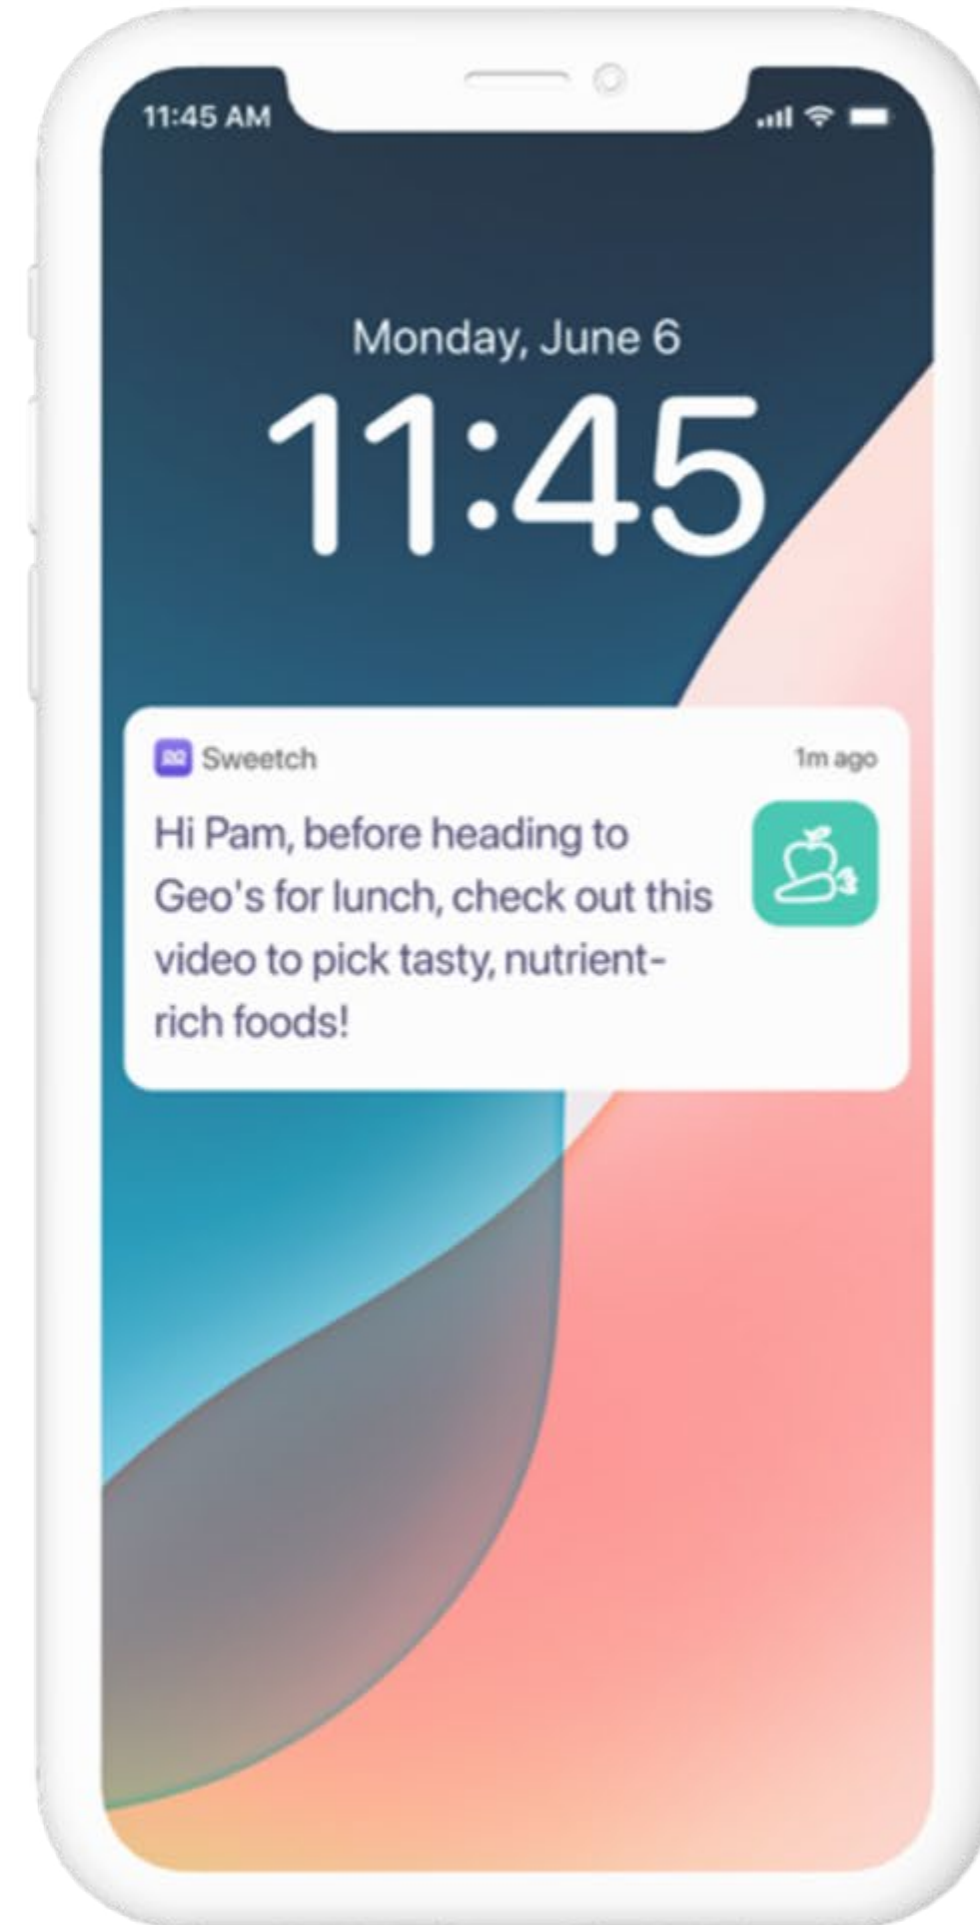 11:45 AM
Monday, June 6
11:45
Sweetch
1m ago
Hi Pam, before heading to
Geo's for lunch, check out this
video to pick tasty, nutrient-
rich foods!